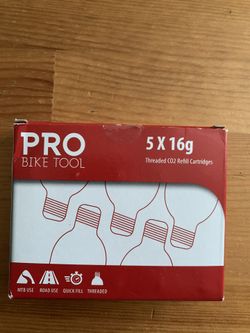 PRO
BIKE TOOL
5 X 16g
Threaded CO2 Refill Cartridges
MTB USE
ROAD USE
QUICK FILL
THREADED